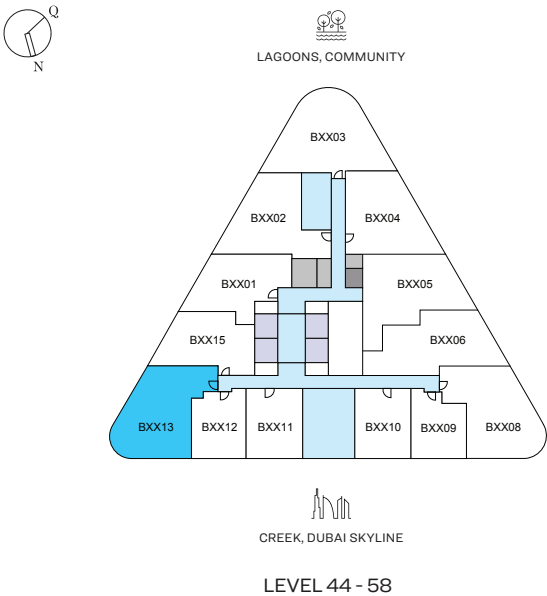 Q
N
LAGOONS, COMMUNITY
BXX03
BXX02
BXX04
BXX01
BXX05
BXX15
BXX06
BXX13
BXX12
BXX11
BXX10
BXX09
BXX08
CREEK, DUBAI SKYLINE
LEVEL 44 - 58